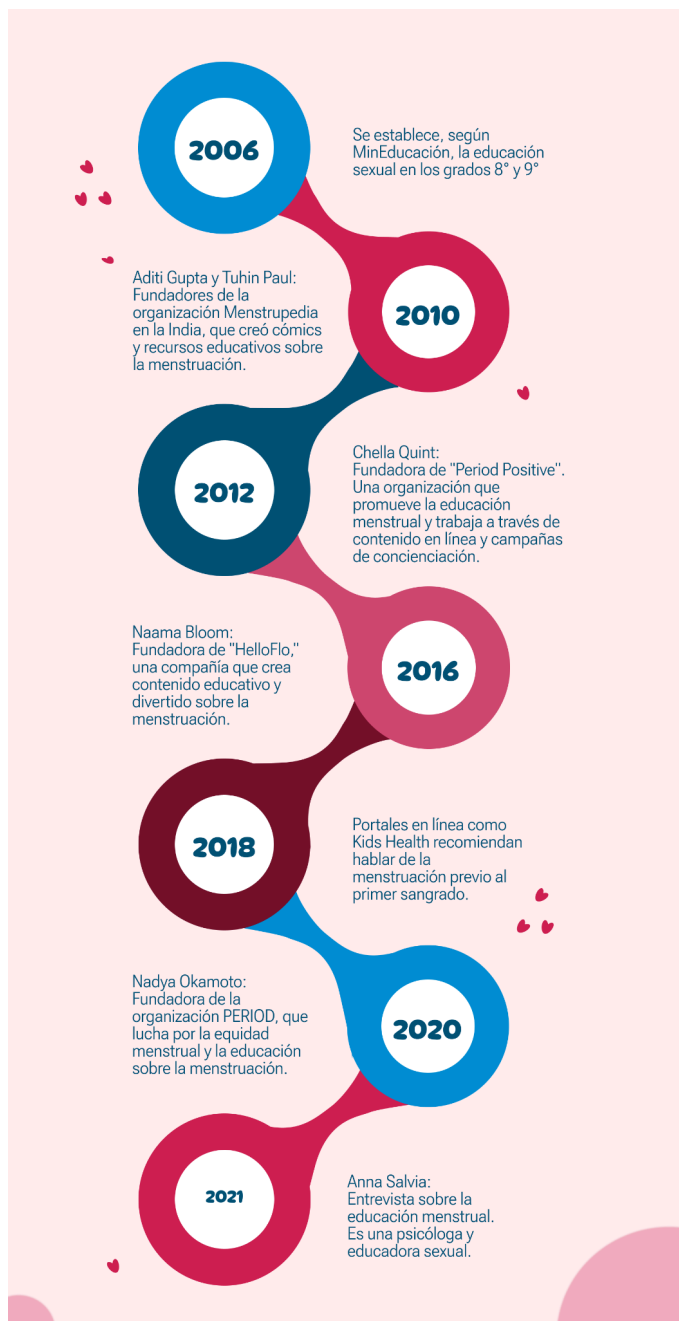 2006
Se establece, según
MinEducación, la educación
sexual en los grados 8° y 9°
Aditi Gupta y Tuhin Paul:
Fundadores de la
organización Menstrupedia
en la India, que creó cómics
y recursos educativos sobre
la menstruación.
2010
2012
Chella Quint:
Fundadora de "Period Positive".
Una organización que
promueve la educación
menstrual y trabaja a través de
contenido en línea y campañas
de concienciación.
Naama Bloom:
Fundadora de "HelloFlo,"
una compañía que crea
contenido educativo y
divertido sobre la
menstruación.
2016
2018
Portales en línea como
Kids Health recomiendan
hablar de la
menstruación previo al
primer sangrado.
Nadya Okamoto:
Fundadora de la
organización PERIOD, que
lucha por la equidad
menstrual y la educación
sobre la menstruación.
2020
2021
Anna Salvia:
Entrevista sobre la
educación menstrual.
Es una psicóloga y
educadora sexual.